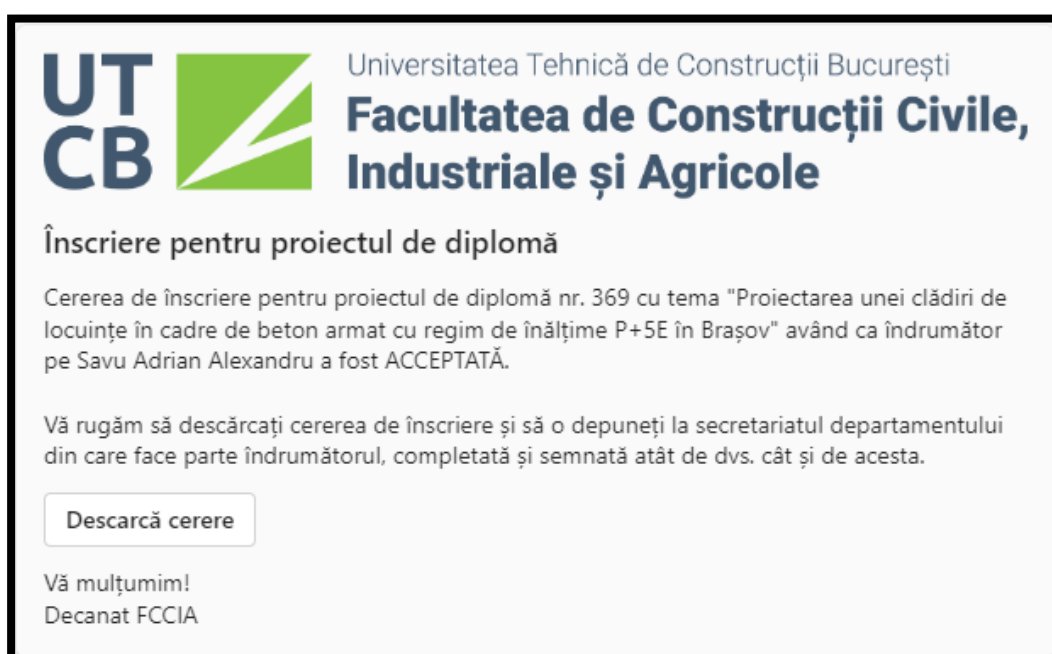 UT
CB
Universitatea Tehnică de Construcții București
Facultatea de Construcții Civile,
Industriale și Agricole
Înscriere pentru proiectul de diplomă
Cererea de înscriere pentru proiectul de diplomă nr. 369 cu tema "Proiectarea unei clădiri de
locuințe în cadre de beton armat cu regim de înălțime P+5E în Brașov" având ca îndrumător
pe Savu Adrian Alexandru a fost ACCEPTATĂ.
Vă rugăm să descărcați cererea de înscriere și să o depuneți la secretariatul departamentului
din care face parte îndrumătorul, completată și semnată atât de dvs. cât și de acesta.
Descarcă cerere
Vă mulțumim!
Decanat FCCIA